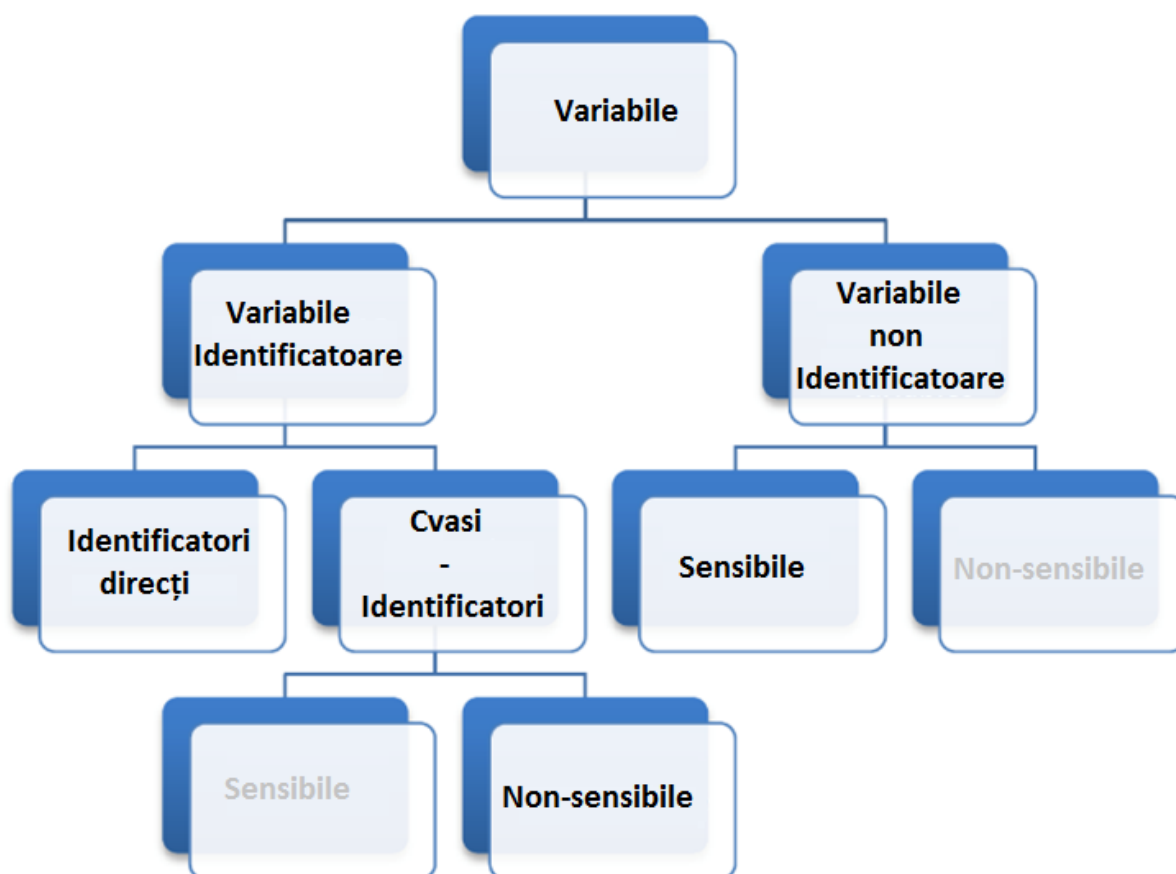 Variabile
Variabile
Identificatoare
Variabile
non
Identificatoare
Identificatori
direcți
Cvasi
-
Identificatori
Sensibile
Non-sensibile
Sensibile
Non-sensibile